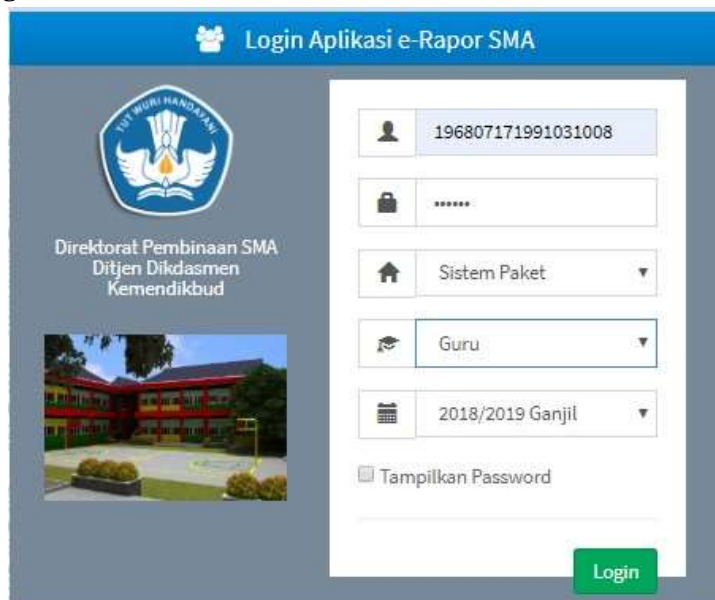 Login Aplikasi e-Rapor SMA
TUT WURI HANDAYANI
Direktorat Pembinaan SMA
Ditjen Dikdasmen
Kemendikbud
196807171991031008
••••••
Sistem Paket
Guru
2018/2019 Ganjil
Tampilkan Password
Login